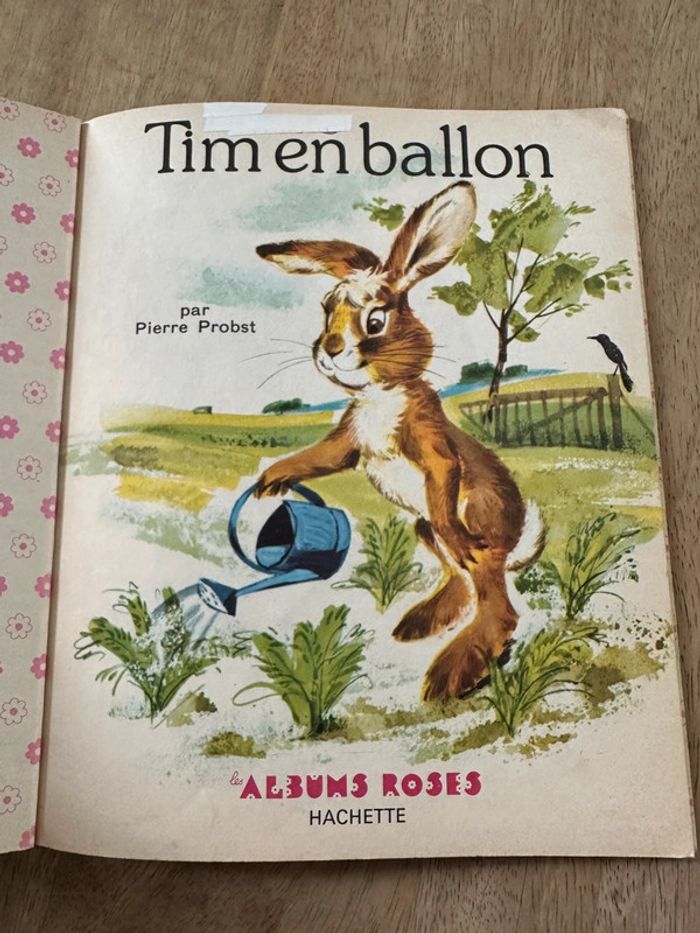 Tim en ballon
par
Pierre Probst
les ALBUMS ROSES
HACHETTE